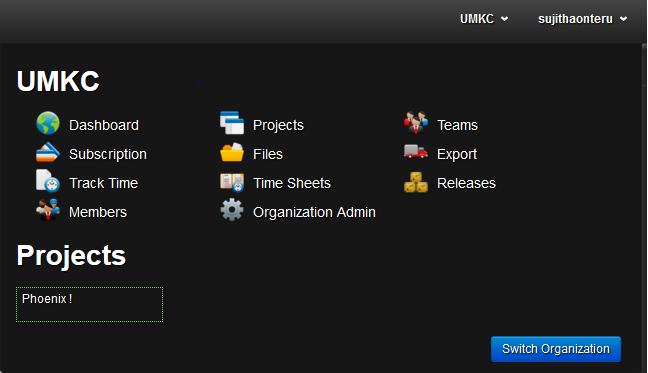 UMKC sujithaonteru
UMKC
Dashboard Projects Teams
Subscription Files Export
Track Time Time Sheets Releases
Members Organization Admin
Projects
Phoenix !
Switch Organization